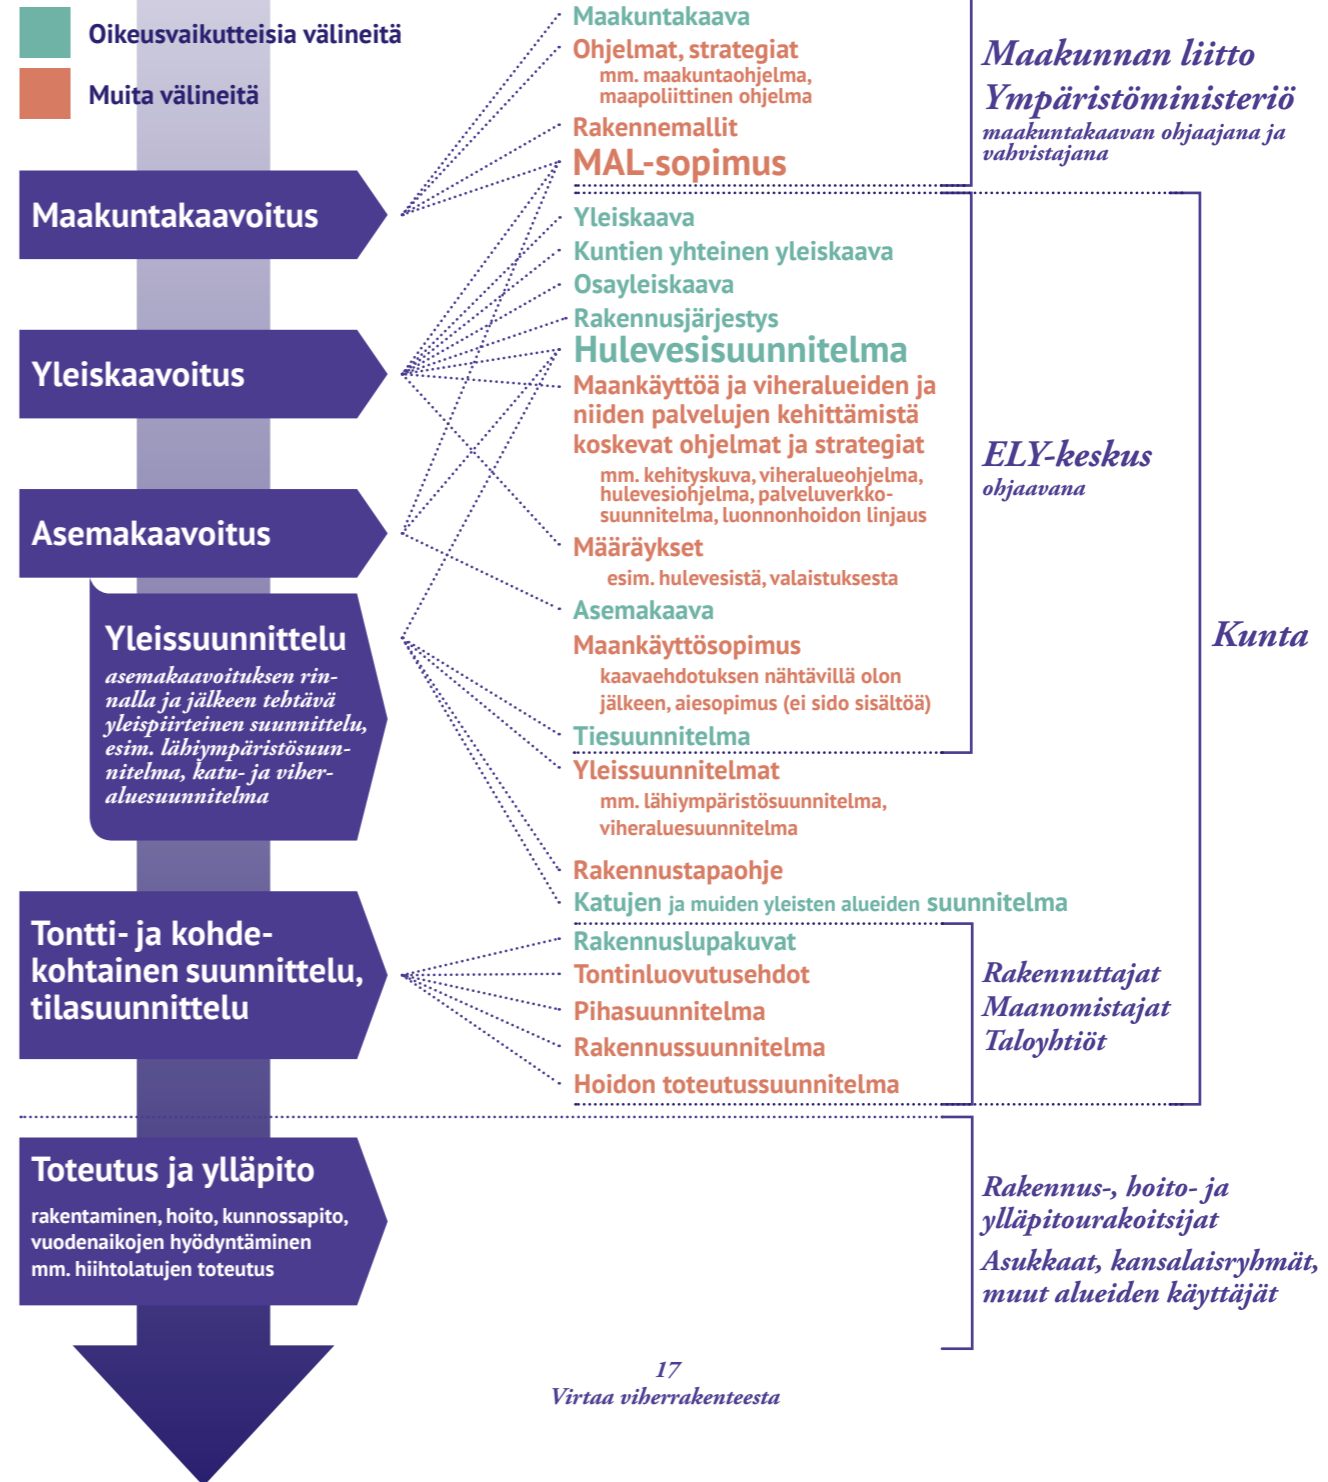 Oikeusvaikutteisia välineitä
Muita välineitä
Maakuntakaavoitus
Yleiskaavoitus
Asemakaavoitus
Yleissuunnittelu
asemakaavoituksen rin-
nalla ja jälkeen tehtävä
yleispiirteinen suunnittelu,
esim. lähiympäristösuun-
nitelma, katu- ja viher-
aluesuunnitelma
Tontti- ja kohde-
kohtainen suunnittelu,
tilasuunnittelu
Toteutus ja ylläpito
rakentaminen, hoito, kunnossapito,
vuodenaikojen hyödyntäminen
mm. hiihtolatujen toteutus
Maakuntakaava
Ohjelmat, strategiat
mm. maakuntaohjelma,
maapoliittinen ohjelma
Rakennemallit
MAL-sopimus
Yleiskaava
Kuntien yhteinen yleiskaava
Osayleiskaava
Rakennusjärjestys
Hulevesisuunnitelma
Maankäyttöä ja viheralueiden ja
niiden palvelujen kehittämistä
koskevat ohjelmat ja strategiat
mm. kehityskuva, viheralueohjelma,
hulevesiohjelma, palveluverkko-
suunnitelma, luonnonhoidon linjaus
Määräykset
esim. hulevesistä, valaistuksesta
Asemakaava
Maankäyttösopimus
kaavaehdotuksen nähtävillä olon
jälkeen, aiesopimus (ei sido sisältöä)
Tiesuunnitelma
Yleissuunnitelmat
mm. lähiympäristösuunnitelma,
viheraluesuunnitelma
Rakennustapaohje
Katujen ja muiden yleisten alueiden suunnitelma
Rakennuslupakuvat
Tontinluovutusehdot
Pihasuunnitelma
Rakennussuunnitelma
Hoidon toteutussuunnitelma
Maakunnan liitto
Ympäristöministeriö
maakuntakaavan ohjaajana ja
vahvistajana
ELY-keskus
ohjaavana
Kunta
Rakennuttajat
Maanomistajat
Taloyhtiöt
Rakennus-, hoito- ja
ylläpitourakoitsijat
Asukkaat, kansalaisryhmät,
muut alueiden käyttäjät
17
Virtaa viherrakenteesta